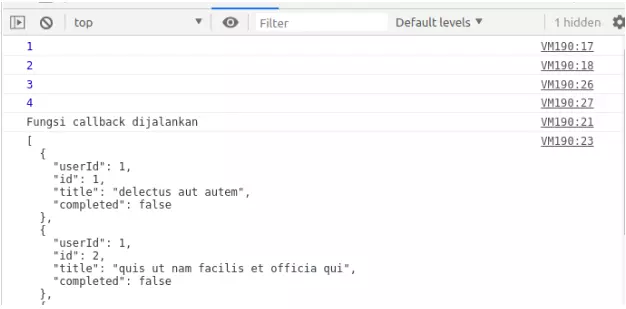 top Filter Default levels ▼ 1 hidden
1 VM190:17
2 VM190:18
3 VM190:26
4 VM190:27
Fungsi callback dijalankan VM190:21
[ VM190:23
  {
    "userId": 1,
    "id": 1,
    "title": "delectus aut autem",
    "completed": false
  },
  {
    "userId": 1,
    "id": 2,
    "title": "quis ut nam facilis et officia qui",
    "completed": false
  },
  {